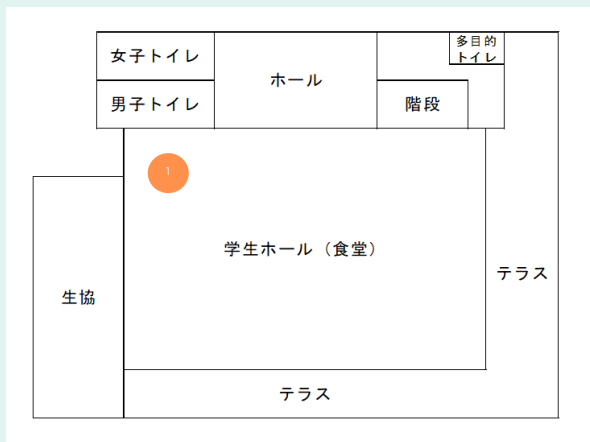 女子トイレ
ホール
多目的
トイレ
男子トイレ
階段
1
学生ホール（食堂）
テラス
生協
テラス